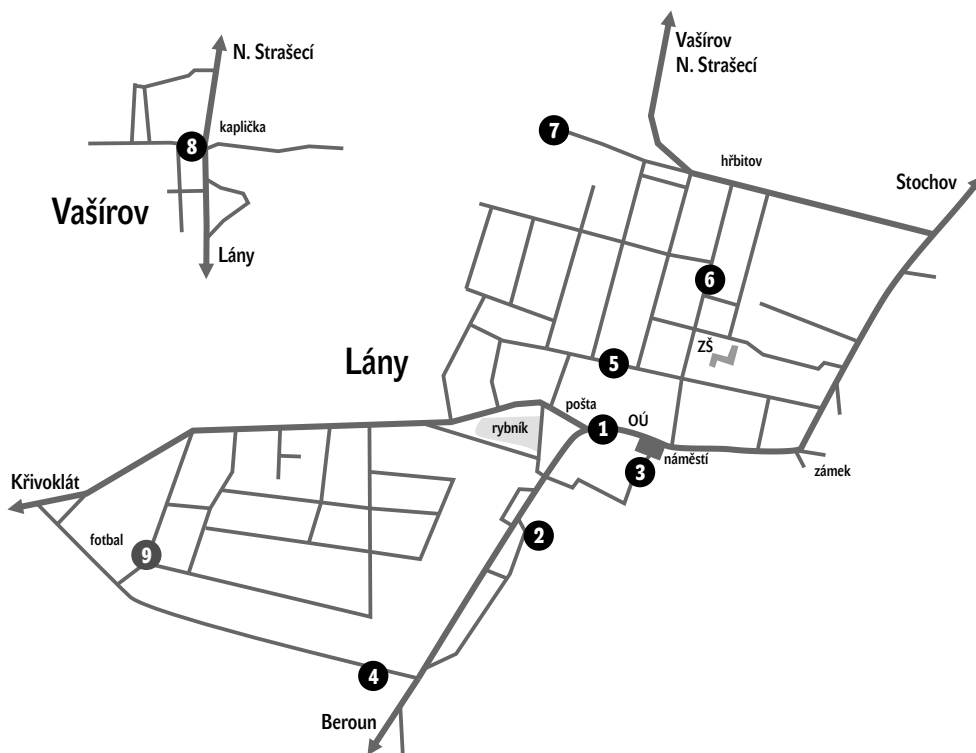 N. Strašecí
kaplička
8
Vašírov
Lány
Vašírov
N. Strašecí
7
hřbitov
Stochov
6
ZŠ
5
Lány
pošta
OÚ
1
rybník
náměstí
3
zámek
Křivoklát
fotbal
9
2
4
Beroun